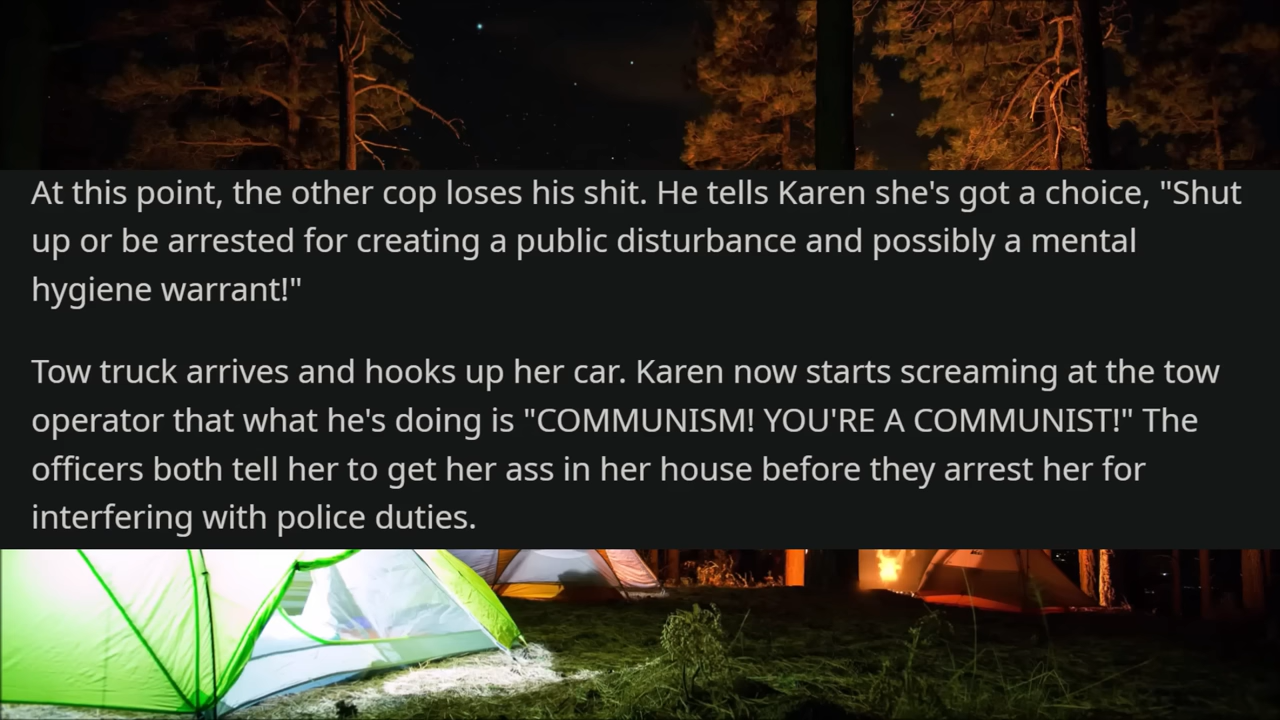 At this point, the other cop loses his shit. He tells Karen she's got a choice, "Shut
up or be arrested for creating a public disturbance and possibly a mental
hygiene warrant!"
Tow truck arrives and hooks up her car. Karen now starts screaming at the tow
operator that what he's doing is "COMMUNISM! YOU'RE A COMMUNIST!" The
officers both tell her to get her ass in her house before they arrest her for
interfering with police duties.